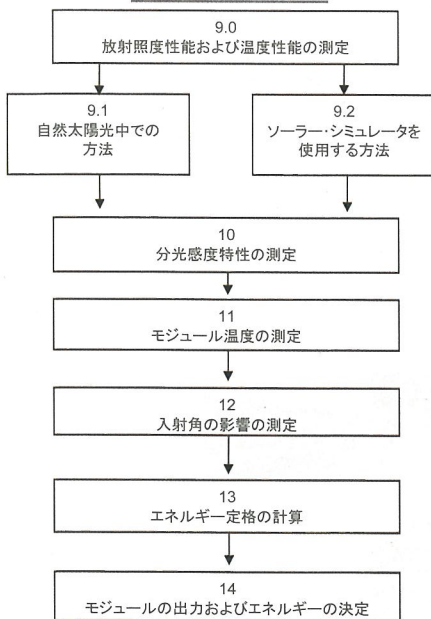 9.0
放射照度性能および温度性能の測定
9.1
自然太陽光中での
方法
9.2
ソーラー・シミュレータを
使用する方法
10
分光感度特性の測定
11
モジュール温度の測定
12
入射角の影響の測定
13
エネルギー定格の計算
14
モジュールの出力およびエネルギーの決定